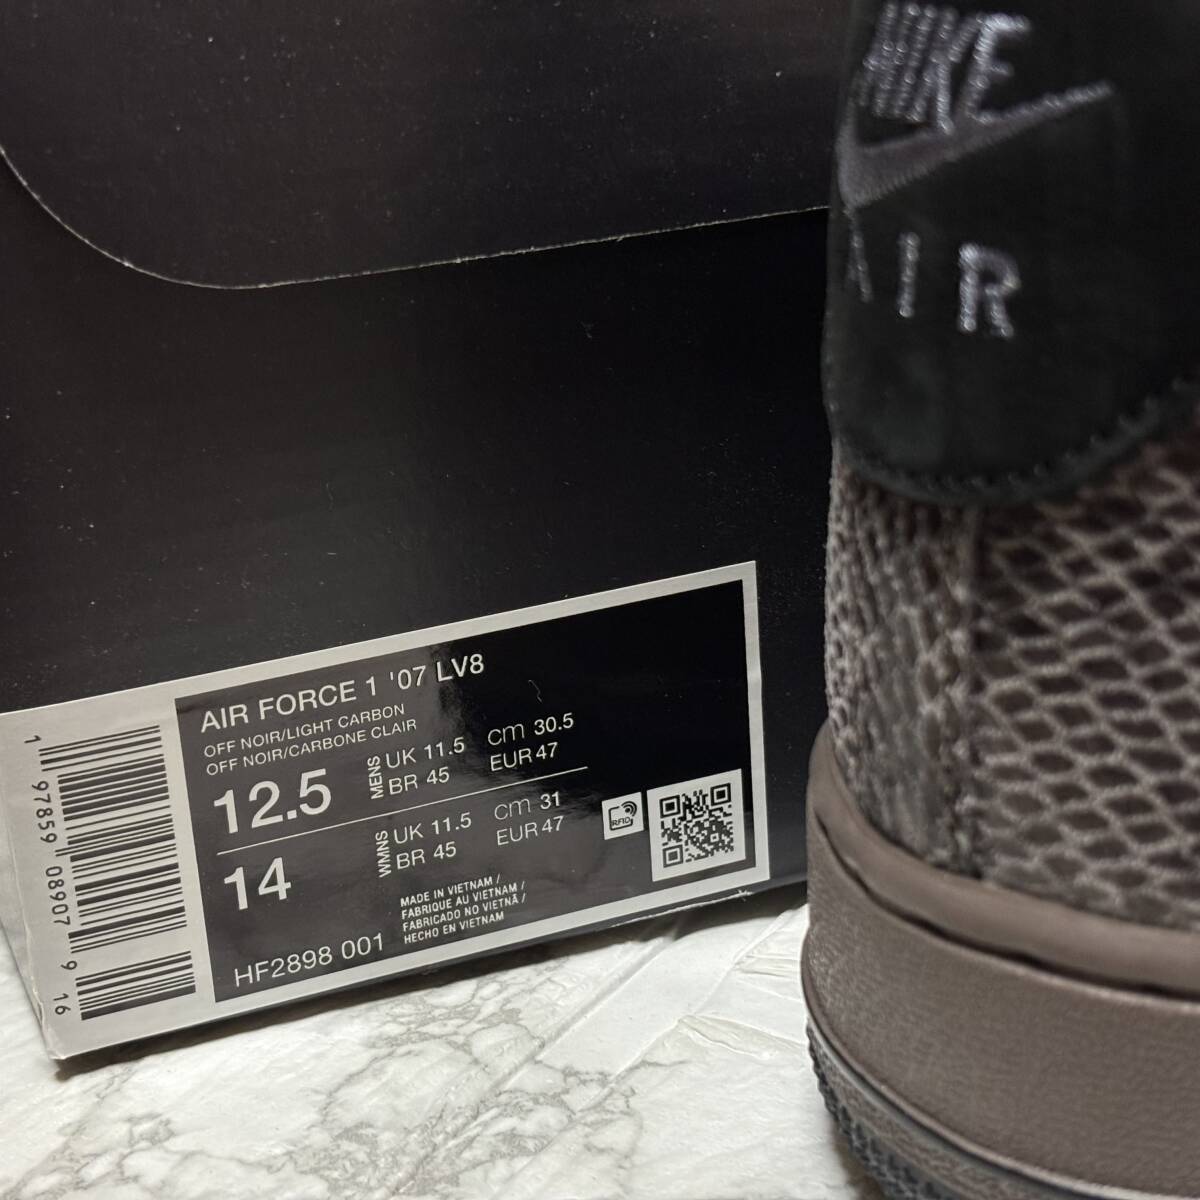 NIKE
AIR
AIR FORCE 1 '07 LV8
OFF NOIR/LIGHT CARBON
OFF NOIR/CARBONE CLAIR
12.5
MENS
UK 11.5
cm 30.5
BR 45
EUR 47
14
WMNS
UK 11.5
cm 31
BR 45
EUR 47
RFID
MADE IN VIETNAM /
FABRIQUE AU VIETNAM /
FABRICADO NO VIETNÃ /
HECHO EN VIETNAM
HF2898 001
1 97859 08907 9 16